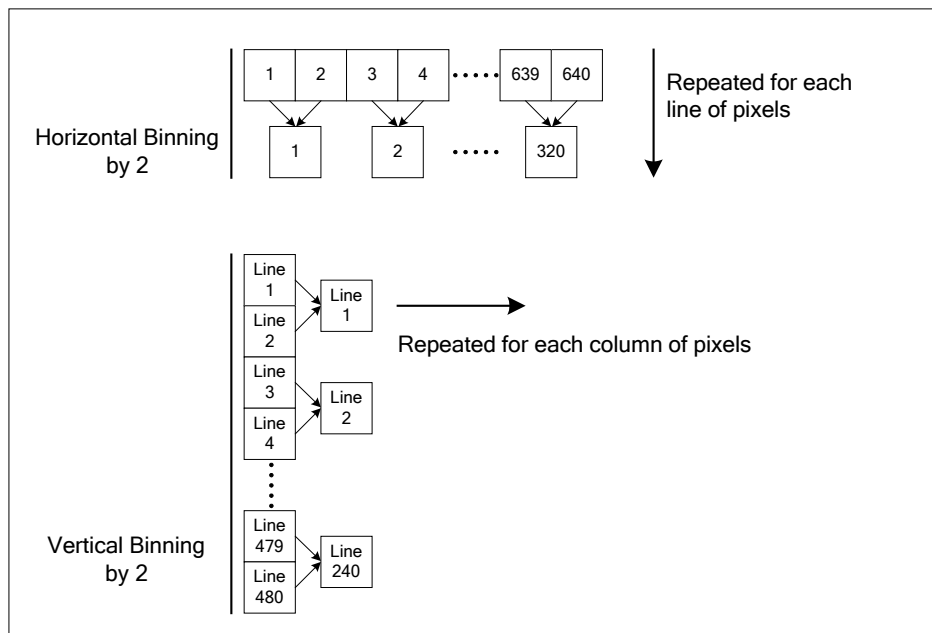 1 2 3 4 ..... 639 640
Repeated for each
line of pixels
Horizontal Binning
by 2
1 2 ..... 320
Line
1
Line
2
Line
1
Repeated for each column of pixels
Line
3
Line
4
Line
2
Vertical Binning
by 2
Line
479
Line
480
Line
240